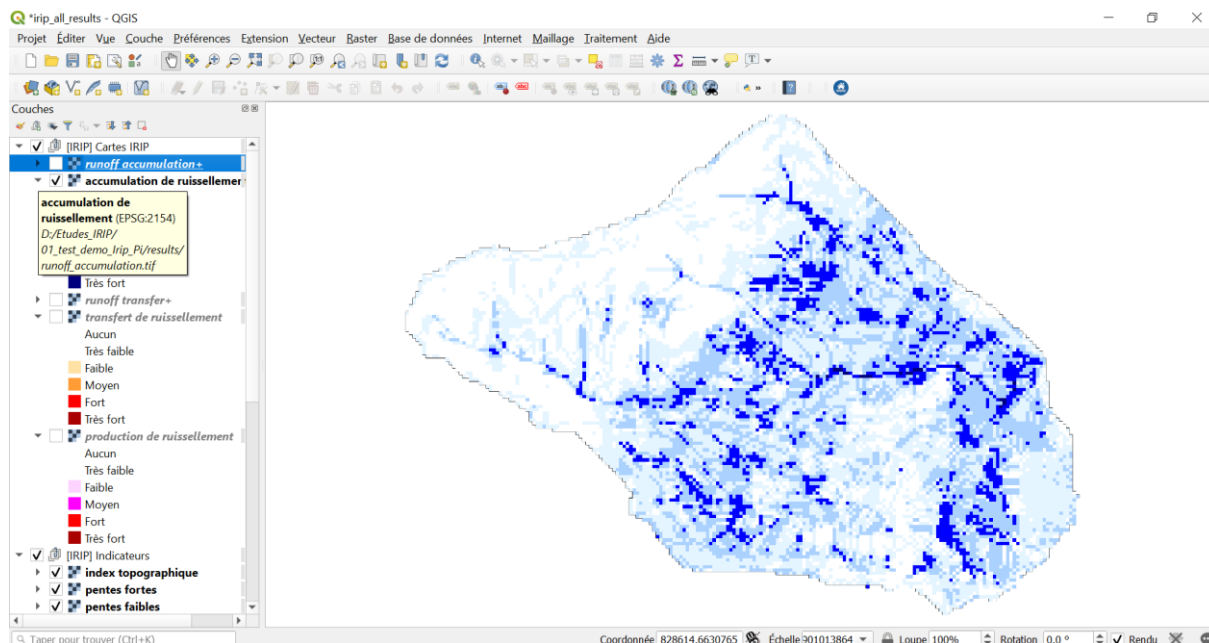 *irip_all_results - QGIS
Projet Éditer Vue Couche Préférences Extension Vecteur Raster Base de données Internet Maillage Traitement Aide
Couches
[IRIP] Cartes IRIP
runoff accumulation+
accumulation de ruissellemer
accumulation de
ruissellement (EPSG:2154)
D:/Etudes_IRIP/
01_test_demo_Irip_Pi/results/
runoff_accumulation.tif
Très fort
runoff transfer+
transfert de ruissellement
Aucun
Très faible
Faible
Moyen
Fort
Très fort
production de ruissellement
Aucun
Très faible
Faible
Moyen
Fort
Très fort
[IRIP] Indicateurs
index topographique
pentes fortes
pentes faibles
Taper pour trouver (Ctrl+K)
Coordonnée 828614.6630765 Échelle 901013864 Loupe 100% Rotation 0.0 ° Rendu